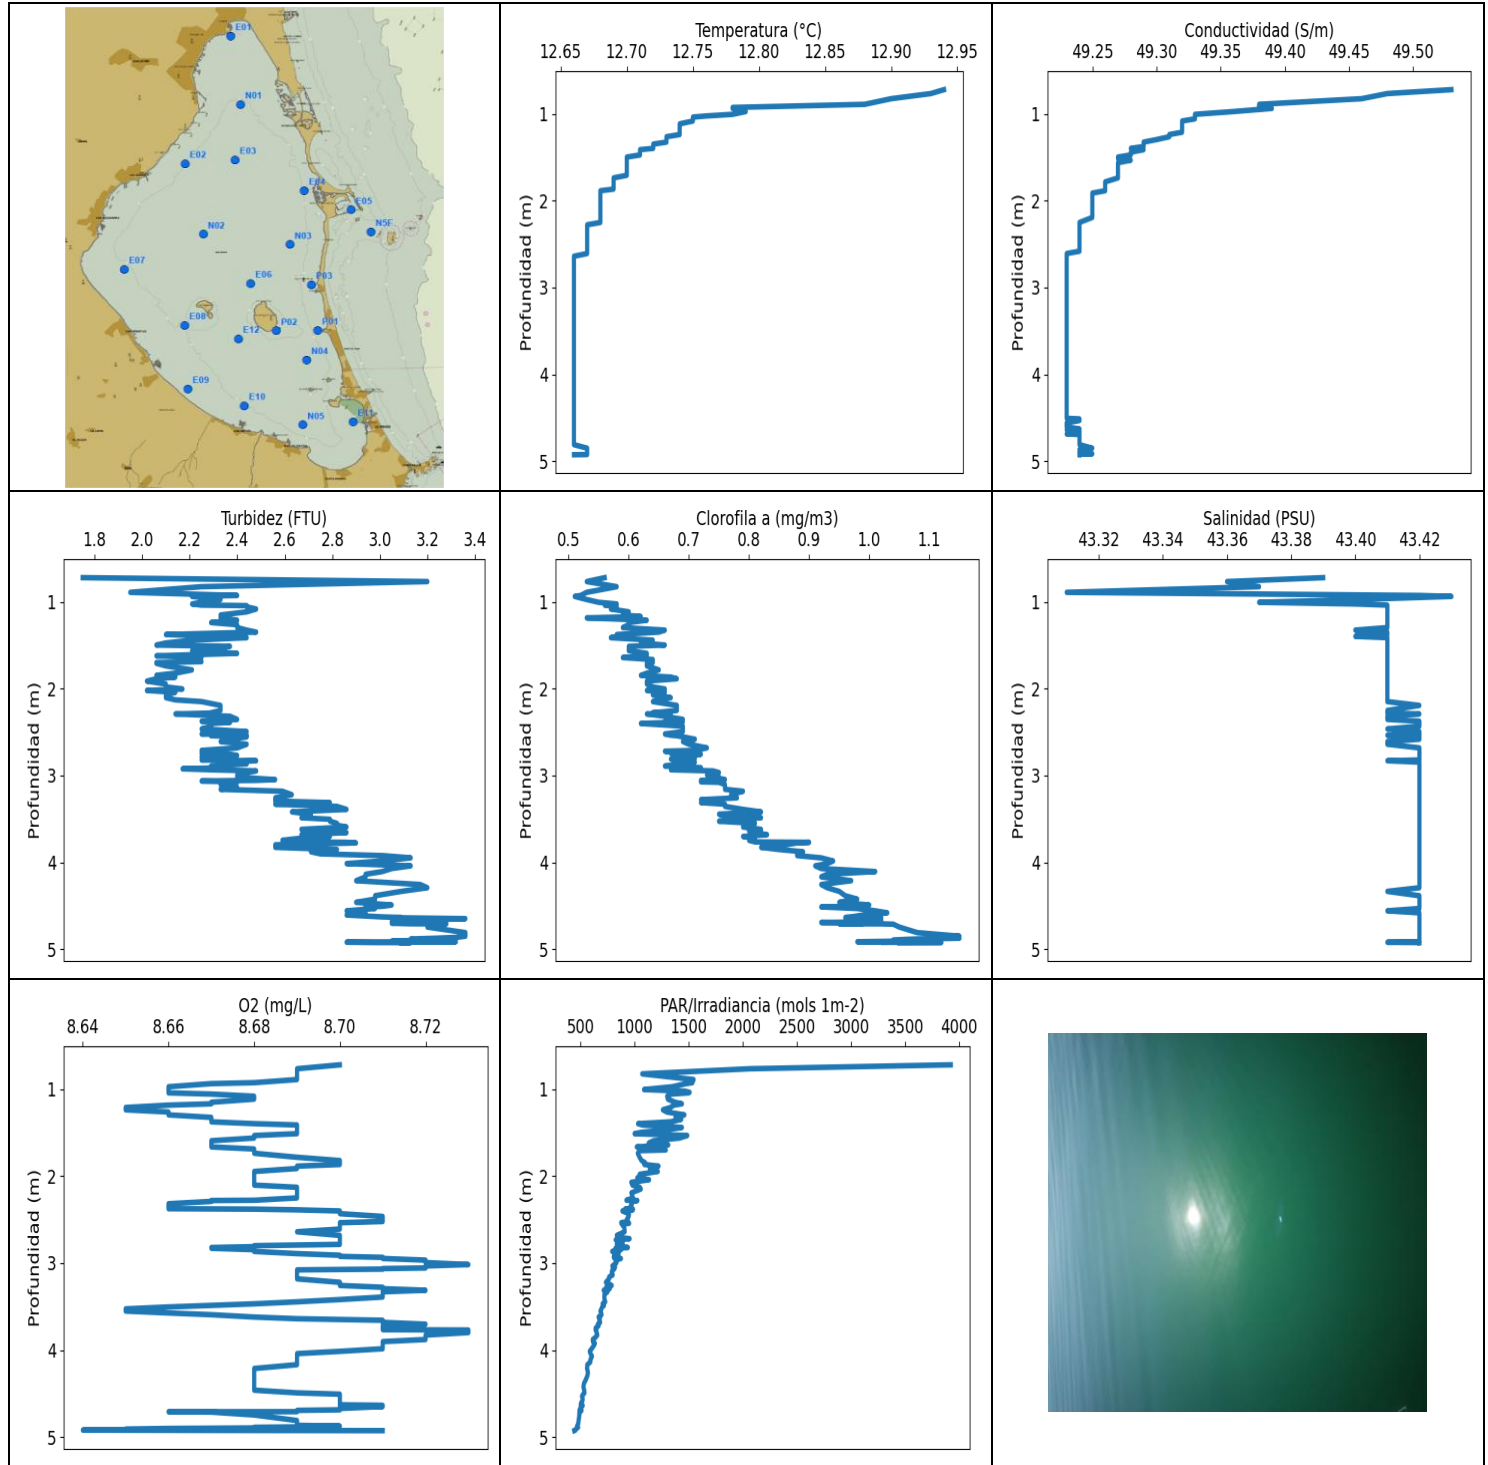 E01
N01
E02
E03
E04
E05
N5F
N02
N03
E07
E06
P03
E08
P02
P01
E12
N04
E09
E10
N05
E11
Temperatura (°C)
12.65 12.70 12.75 12.80 12.85 12.90 12.95
Profundidad (m)
1
2
3
4
5
Conductividad (S/m)
49.25 49.30 49.35 49.40 49.45 49.50
Profundidad (m)
1
2
3
4
5
Turbidez (FTU)
1.8 2.0 2.2 2.4 2.6 2.8 3.0 3.2 3.4
Profundidad (m)
1
2
3
4
5
Clorofila a (mg/m3)
0.5 0.6 0.7 0.8 0.9 1.0 1.1
Profundidad (m)
1
2
3
4
5
Salinidad (PSU)
43.32 43.34 43.36 43.38 43.40 43.42
Profundidad (m)
1
2
3
4
5
O2 (mg/L)
8.64 8.66 8.68 8.70 8.72
Profundidad (m)
1
2
3
4
5
PAR/Irradiancia (mols 1m-2)
500 1000 1500 2000 2500 3000 3500 4000
Profundidad (m)
1
2
3
4
5